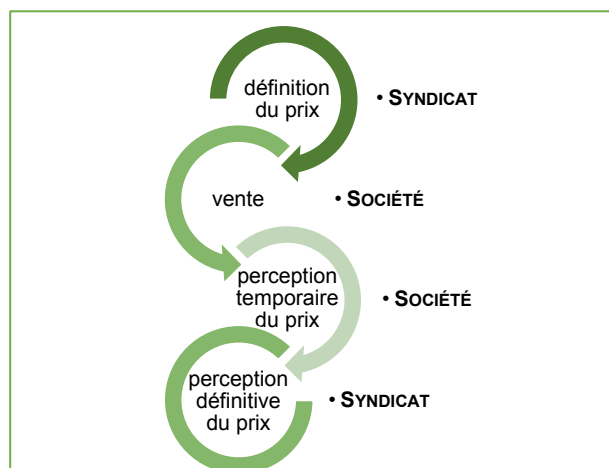 définition
du prix
• SYNDICAT
vente
• SOCIÉTÉ
perception
temporaire
du prix
• SOCIÉTÉ
perception
définitive
du prix
• SYNDICAT